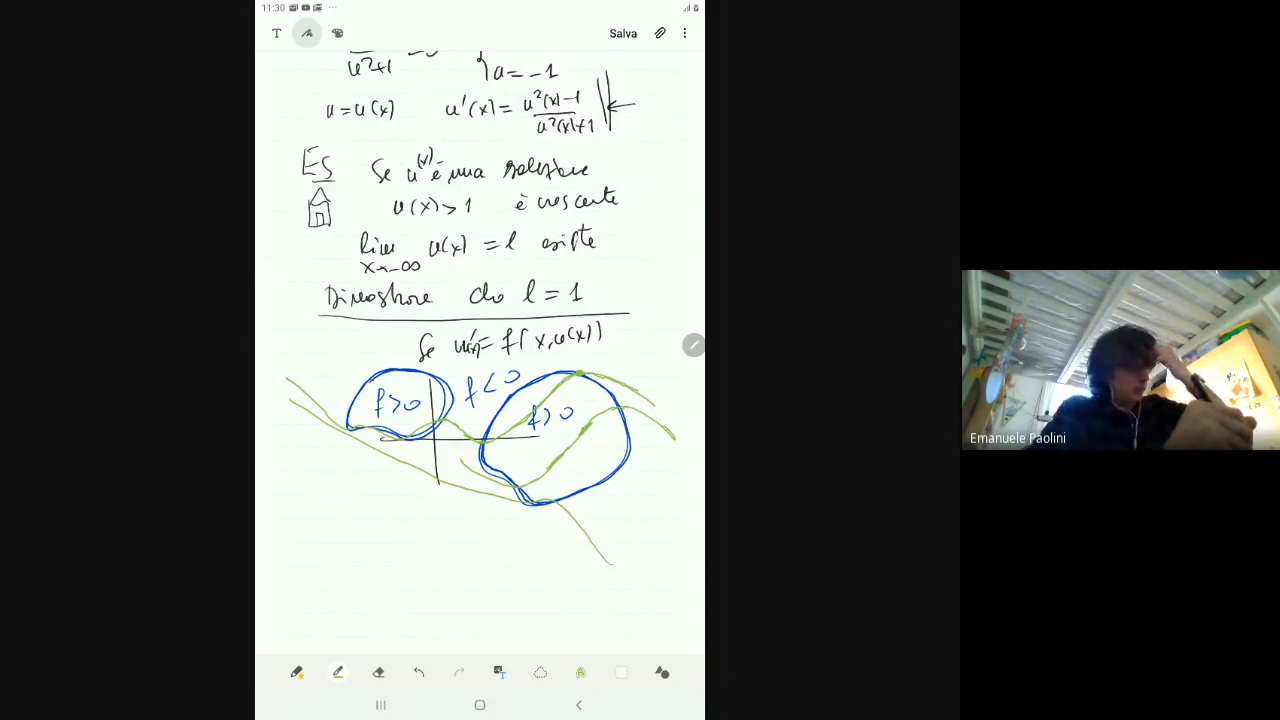 11:30
T
Salva
u²+1
u = -1
u = u(x) u'(x) = u²(x)-1 / u²(x)+1
Es Se u(x) è una soluzione
u(x) > 1 è crescente
lim u(x) = l esiste
x→-∞
Dimostrare che l = 1
Se u'(x) = f(x, u(x))
f>0 f<0
f>0
Emanuele Paolini